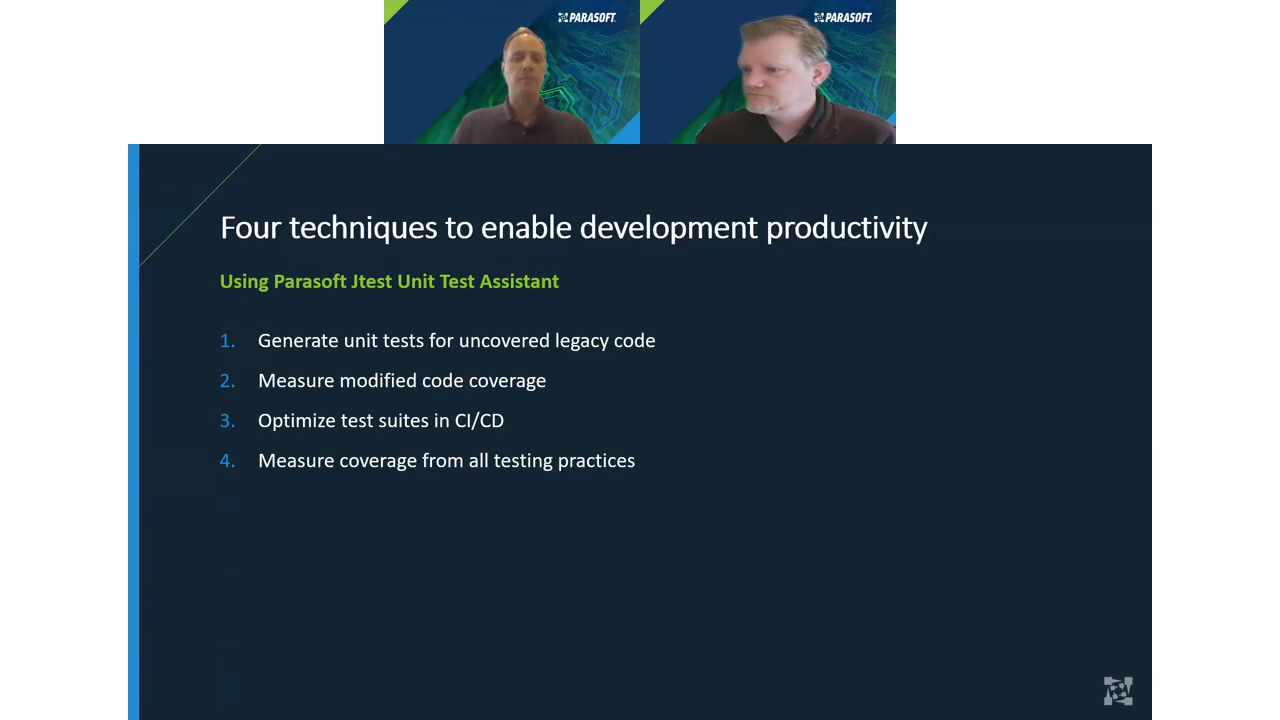 PARASOFT
PARASOFT
Four techniques to enable development productivity
Using Parasoft Jtest Unit Test Assistant
1. Generate unit tests for uncovered legacy code
2. Measure modified code coverage
3. Optimize test suites in CI/CD
4. Measure coverage from all testing practices